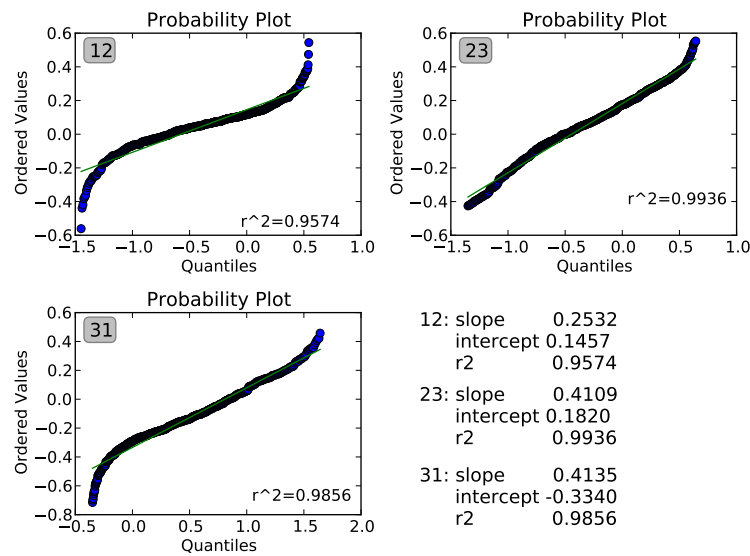 Probability Plot
12
0.6
0.4
0.2
0.0
−0.2
−0.4
−0.6
Ordered Values
r^2=0.9574
−1.5 −1.0 −0.5 0.0 0.5 1.0
Quantiles
Probability Plot
23
0.6
0.4
0.2
0.0
−0.2
−0.4
−0.6
Ordered Values
r^2=0.9936
−1.5 −1.0 −0.5 0.0 0.5 1.0
Quantiles
Probability Plot
31
0.6
0.4
0.2
0.0
−0.2
−0.4
−0.6
−0.8
Ordered Values
r^2=0.9856
−0.5 0.0 0.5 1.0 1.5 2.0
Quantiles
12: slope 0.2532
intercept 0.1457
r2 0.9574
23: slope 0.4109
intercept 0.1820
r2 0.9936
31: slope 0.4135
intercept -0.3340
r2 0.9856